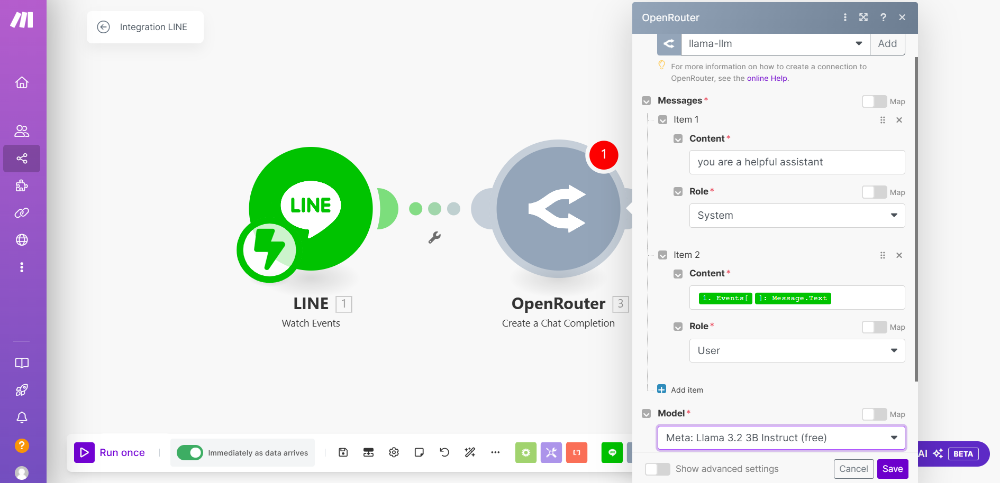 Integration LINE
LINE
LINE 1
Watch Events
1
OpenRouter 3
Create a Chat Completion
Run once
Immediately as data arrives
LINE
OpenRouter
?
llama-llm
Add
For more information on how to create a connection to
OpenRouter, see the online Help.
Messages *
Map
Item 1
Content *
you are a helpful assistant
Role *
Map
System
Item 2
Content *
1. Events[ ]: Message.Text
Role *
Map
User
Add item
Model *
Map
Meta: Llama 3.2 3B Instruct (free)
Show advanced settings
Cancel
Save
AI BETA
?